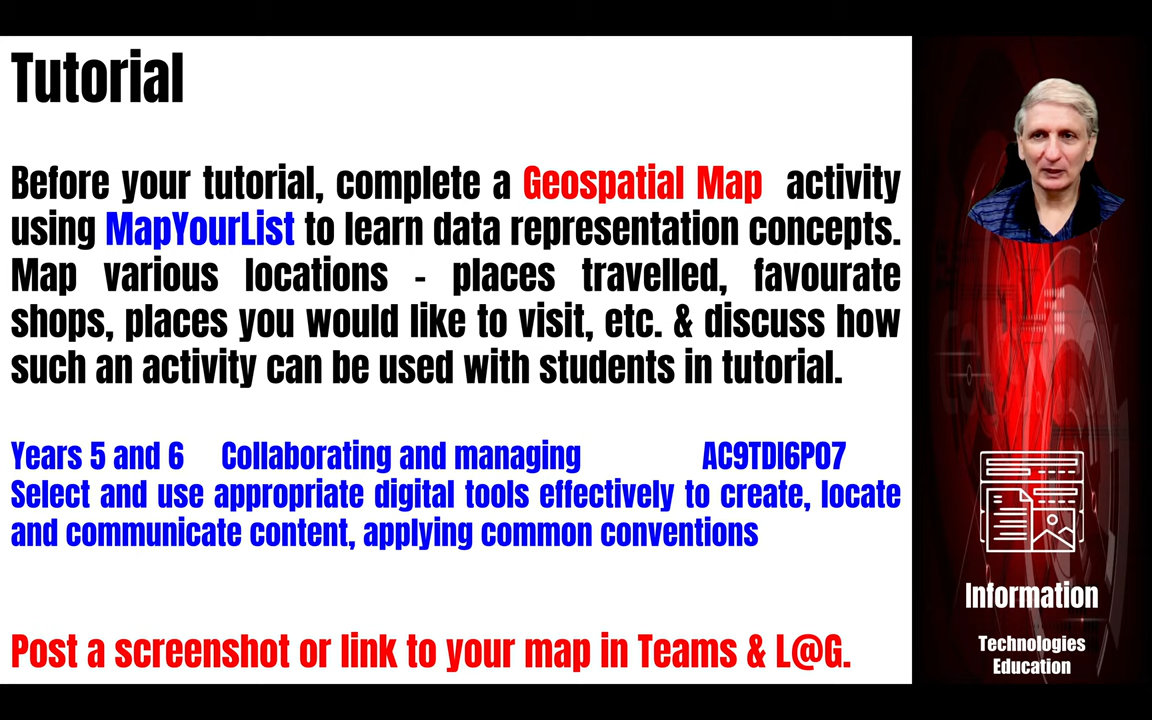 Tutorial
Before your tutorial, complete a Geospatial Map activity
using MapYourList to learn data representation concepts.
Map various locations - places travelled, favourate
shops, places you would like to visit, etc. & discuss how
such an activity can be used with students in tutorial.
Years 5 and 6 Collaborating and managing AC9TDI6P07
Select and use appropriate digital tools effectively to create, locate
and communicate content, applying common conventions
Post a screenshot or link to your map in Teams & L@G.
Information
Technologies
Education